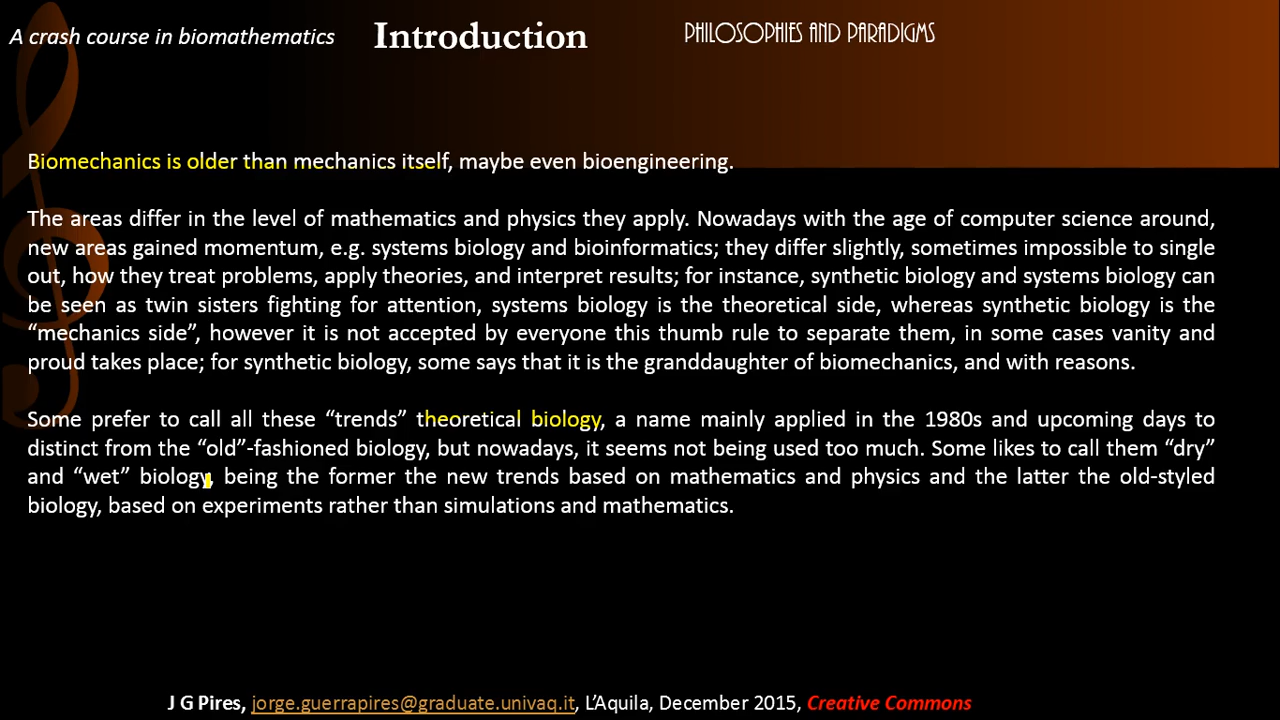 A crash course in biomathematics
Introduction
PHILOSOPHIES AND PARADIGMS
Biomechanics is older than mechanics itself, maybe even bioengineering.
The areas differ in the level of mathematics and physics they apply. Nowadays with the age of computer science around,
new areas gained momentum, e.g. systems biology and bioinformatics; they differ slightly, sometimes impossible to single
out, how they treat problems, apply theories, and interpret results; for instance, synthetic biology and systems biology can
be seen as twin sisters fighting for attention, systems biology is the theoretical side, whereas synthetic biology is the
“mechanics side”, however it is not accepted by everyone this thumb rule to separate them, in some cases vanity and
proud takes place; for synthetic biology, some says that it is the granddaughter of biomechanics, and with reasons.
Some prefer to call all these “trends” theoretical biology, a name mainly applied in the 1980s and upcoming days to
distinct from the “old”-fashioned biology, but nowadays, it seems not being used too much. Some likes to call them “dry”
and “wet” biology, being the former the new trends based on mathematics and physics and the latter the old-styled
biology, based on experiments rather than simulations and mathematics.
J G Pires, jorge.guerrapires@graduate.univaq.it, L’Aquila, December 2015, Creative Commons